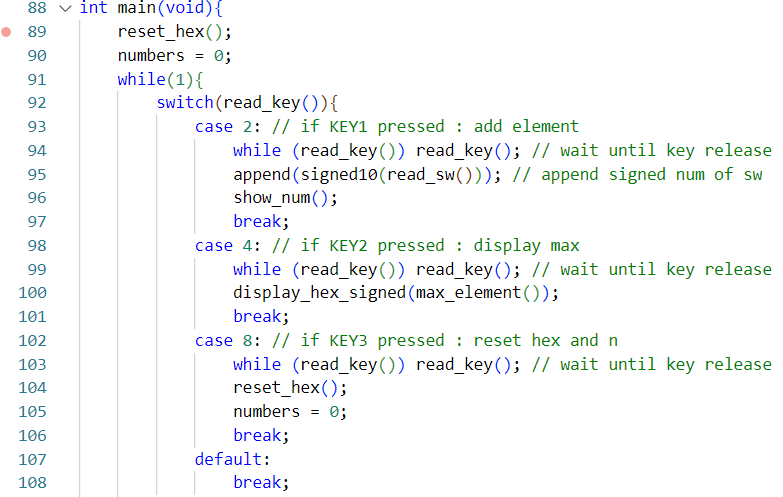 88 int main(void){
89 reset_hex();
90 numbers = 0;
91 while(1){
92 switch(read_key()){
93 case 2: // if KEY1 pressed : add element
94 while (read_key()) read_key(); // wait until key release
95 append(signed10(read_sw())); // append signed num of sw
96 show_num();
97 break;
98 case 4: // if KEY2 pressed : display max
99 while (read_key()) read_key(); // wait until key release
100 display_hex_signed(max_element());
101 break;
102 case 8: // if KEY3 pressed : reset hex and n
103 while (read_key()) read_key(); // wait until key release
104 reset_hex();
105 numbers = 0;
106 break;
107 default:
108 break;